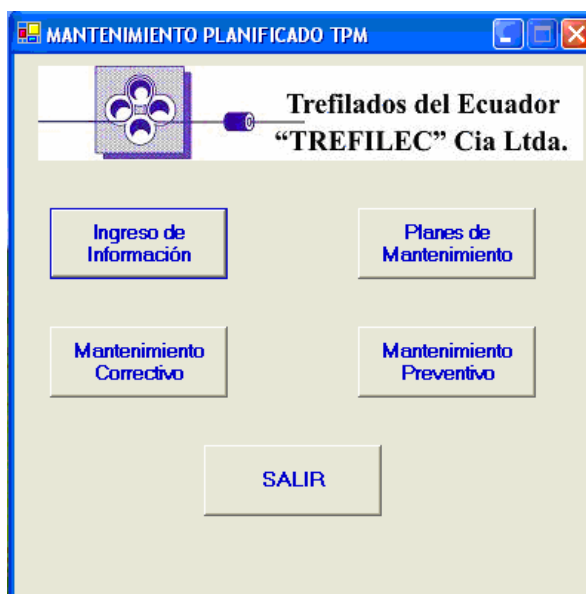 MANTENIMIENTO PLANIFICADO TPM
Trefilados del Ecuador
“TREFILEC” Cia Ltda.
Ingreso de
Información
Planes de
Mantenimiento
Mantenimiento
Correctivo
Mantenimiento
Preventivo
SALIR